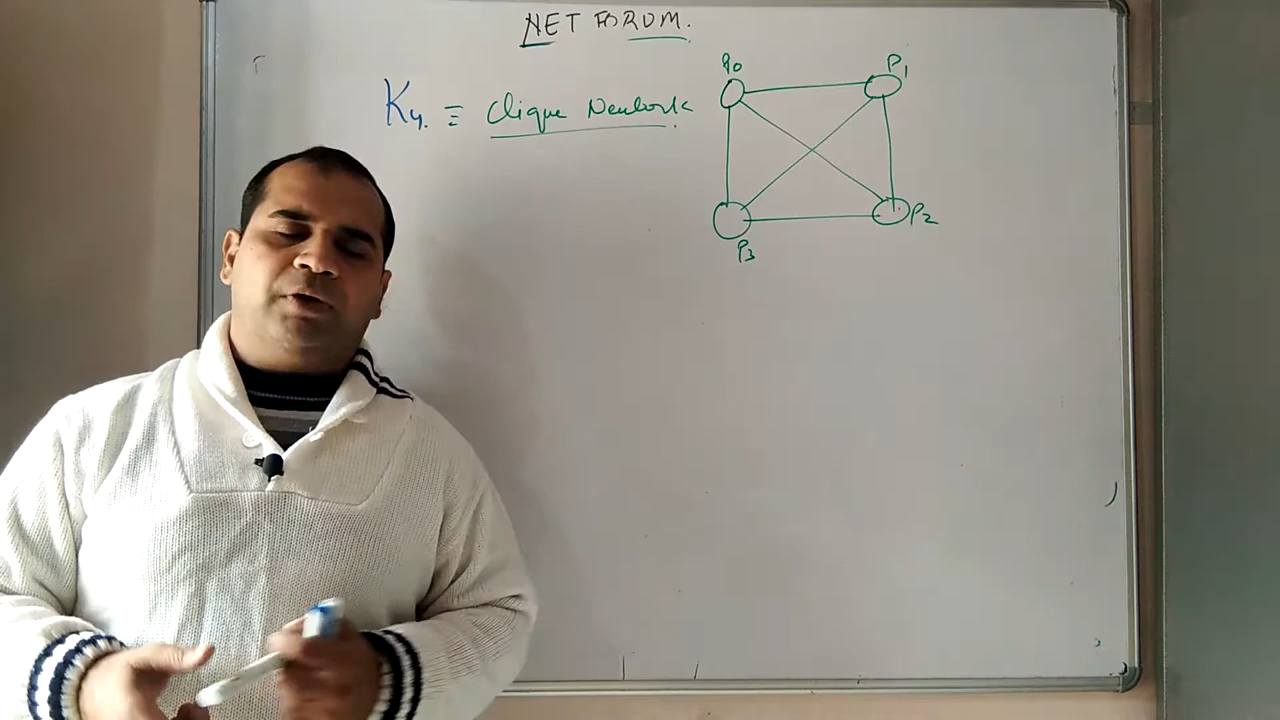 NET FORUM.
P0
P1
K4. ≡ Clique Network
P2
P3